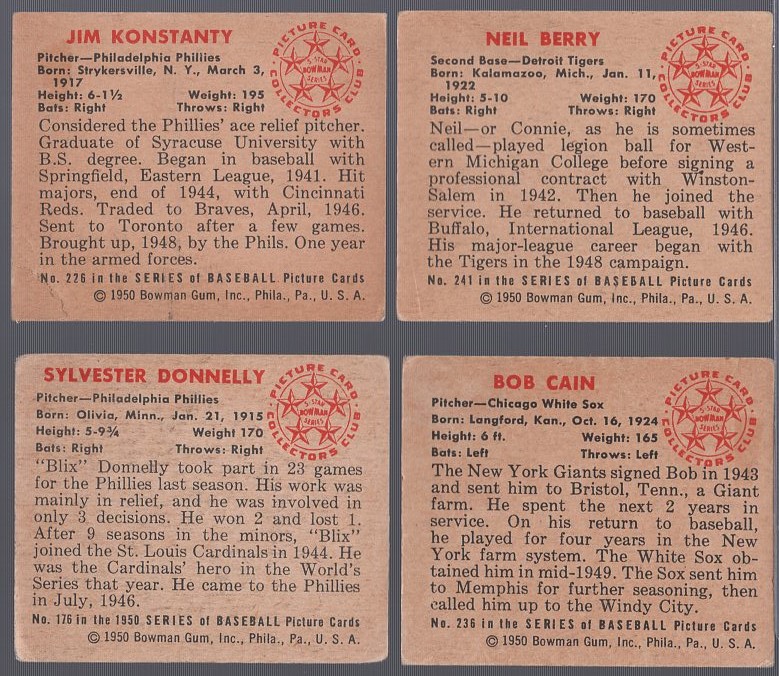 JIM KONSTANTY
Pitcher—Philadelphia Phillies
Born: Strykersville, N. Y., March 3,
1917
Height: 6-1½ Weight: 195
Bats: Right Throws: Right
PICTURE CARD
COLLECTORS CLUB
5-STAR
BOWMAN
SERIES
Considered the Phillies' ace relief pitcher.
Graduate of Syracuse University with
B.S. degree. Began in baseball with
Springfield, Eastern League, 1941. Hit
majors, end of 1944, with Cincinnati
Reds. Traded to Braves, April, 1946.
Sent to Toronto after a few games.
Brought up, 1948, by the Phils. One year
in the armed forces.
No. 226 in the SERIES of BASEBALL Picture Cards
© 1950 Bowman Gum, Inc., Phila., Pa., U. S. A.
NEIL BERRY
Second Base—Detroit Tigers
Born: Kalamazoo, Mich., Jan. 11,
1922
Height: 5-10 Weight: 170
Bats: Right Throws: Right
PICTURE CARD
COLLECTORS CLUB
5-STAR
BOWMAN
SERIES
Neil—or Connie, as he is sometimes
called—played legion ball for West-
ern Michigan College before signing a
professional contract with Winston-
Salem in 1942. Then he joined the
service. He returned to baseball with
Buffalo, International League, 1946.
His major-league career began with
the Tigers in the 1948 campaign.
No. 241 in the SERIES of BASEBALL Picture Cards
© 1950 Bowman Gum, Inc., Phila., Pa., U. S. A.
SYLVESTER DONNELLY
Pitcher—Philadelphia Phillies
Born: Olivia, Minn., Jan. 21, 1915
Height: 5-9¾ Weight 170
Bats: Right Throws: Right
PICTURE CARD
COLLECTORS CLUB
5-STAR
BOWMAN
SERIES
"Blix" Donnelly took part in 23 games
for the Phillies last season. His work was
mainly in relief, and he was involved in
only 3 decisions. He won 2 and lost 1.
After 9 seasons in the minors, "Blix"
joined the St. Louis Cardinals in 1944. He
was the Cardinals' hero in the World's
Series that year. He came to the Phillies
in July, 1946.
No. 176 in the 1950 SERIES of BASEBALL Picture Cards
© 1950 Bowman Gum, Inc., Phila., Pa., U. S. A.
BOB CAIN
Pitcher—Chicago White Sox
Born: Langford, Kan., Oct. 16, 1924
Height: 6 ft. Weight: 165
Bats: Left Throws: Left
PICTURE CARD
COLLECTORS CLUB
5-STAR
BOWMAN
SERIES
The New York Giants signed Bob in 1943
and sent him to Bristol, Tenn., a Giant
farm. He spent the next 2 years in
service. On his return to baseball,
he played for four years in the New
York farm system. The White Sox ob-
tained him in mid-1949. The Sox sent him
to Memphis for further seasoning, then
called him up to the Windy City.
No. 236 in the SERIES of BASEBALL Picture Cards
© 1950 Bowman Gum, Inc., Phila., Pa., U. S. A.